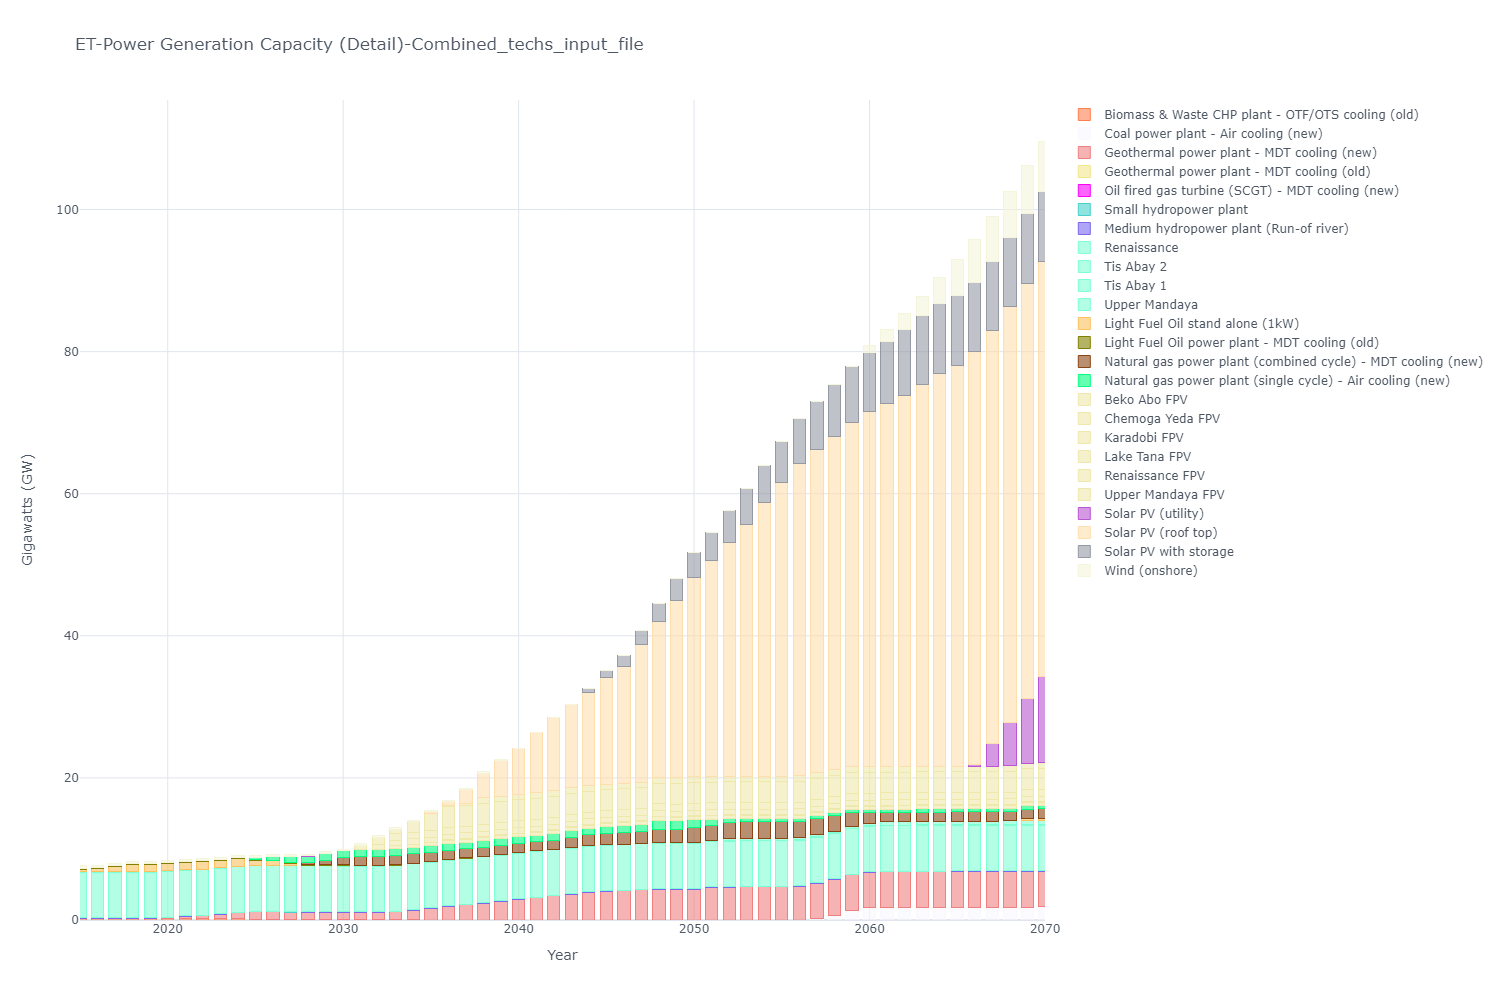 ET-Power Generation Capacity (Detail)-Combined_techs_input_file
Biomass & Waste CHP plant - OTF/OTS cooling (old)
Coal power plant - Air cooling (new)
Geothermal power plant - MDT cooling (new)
Geothermal power plant - MDT cooling (old)
Oil fired gas turbine (SCGT) - MDT cooling (new)
Small hydropower plant
Medium hydropower plant (Run-of river)
Renaissance
Tis Abay 2
Tis Abay 1
Upper Mandaya
Light Fuel Oil stand alone (1kW)
Light Fuel Oil power plant - MDT cooling (old)
Natural gas power plant (combined cycle) - MDT cooling (new)
Natural gas power plant (single cycle) - Air cooling (new)
Beko Abo FPV
Chemoga Yeda FPV
Karadobi FPV
Lake Tana FPV
Renaissance FPV
Upper Mandaya FPV
Solar PV (utility)
Solar PV (roof top)
Solar PV with storage
Wind (onshore)
Gigawatts (GW)
100
80
60
40
20
0
2020 2030 2040 2050 2060 2070
Year